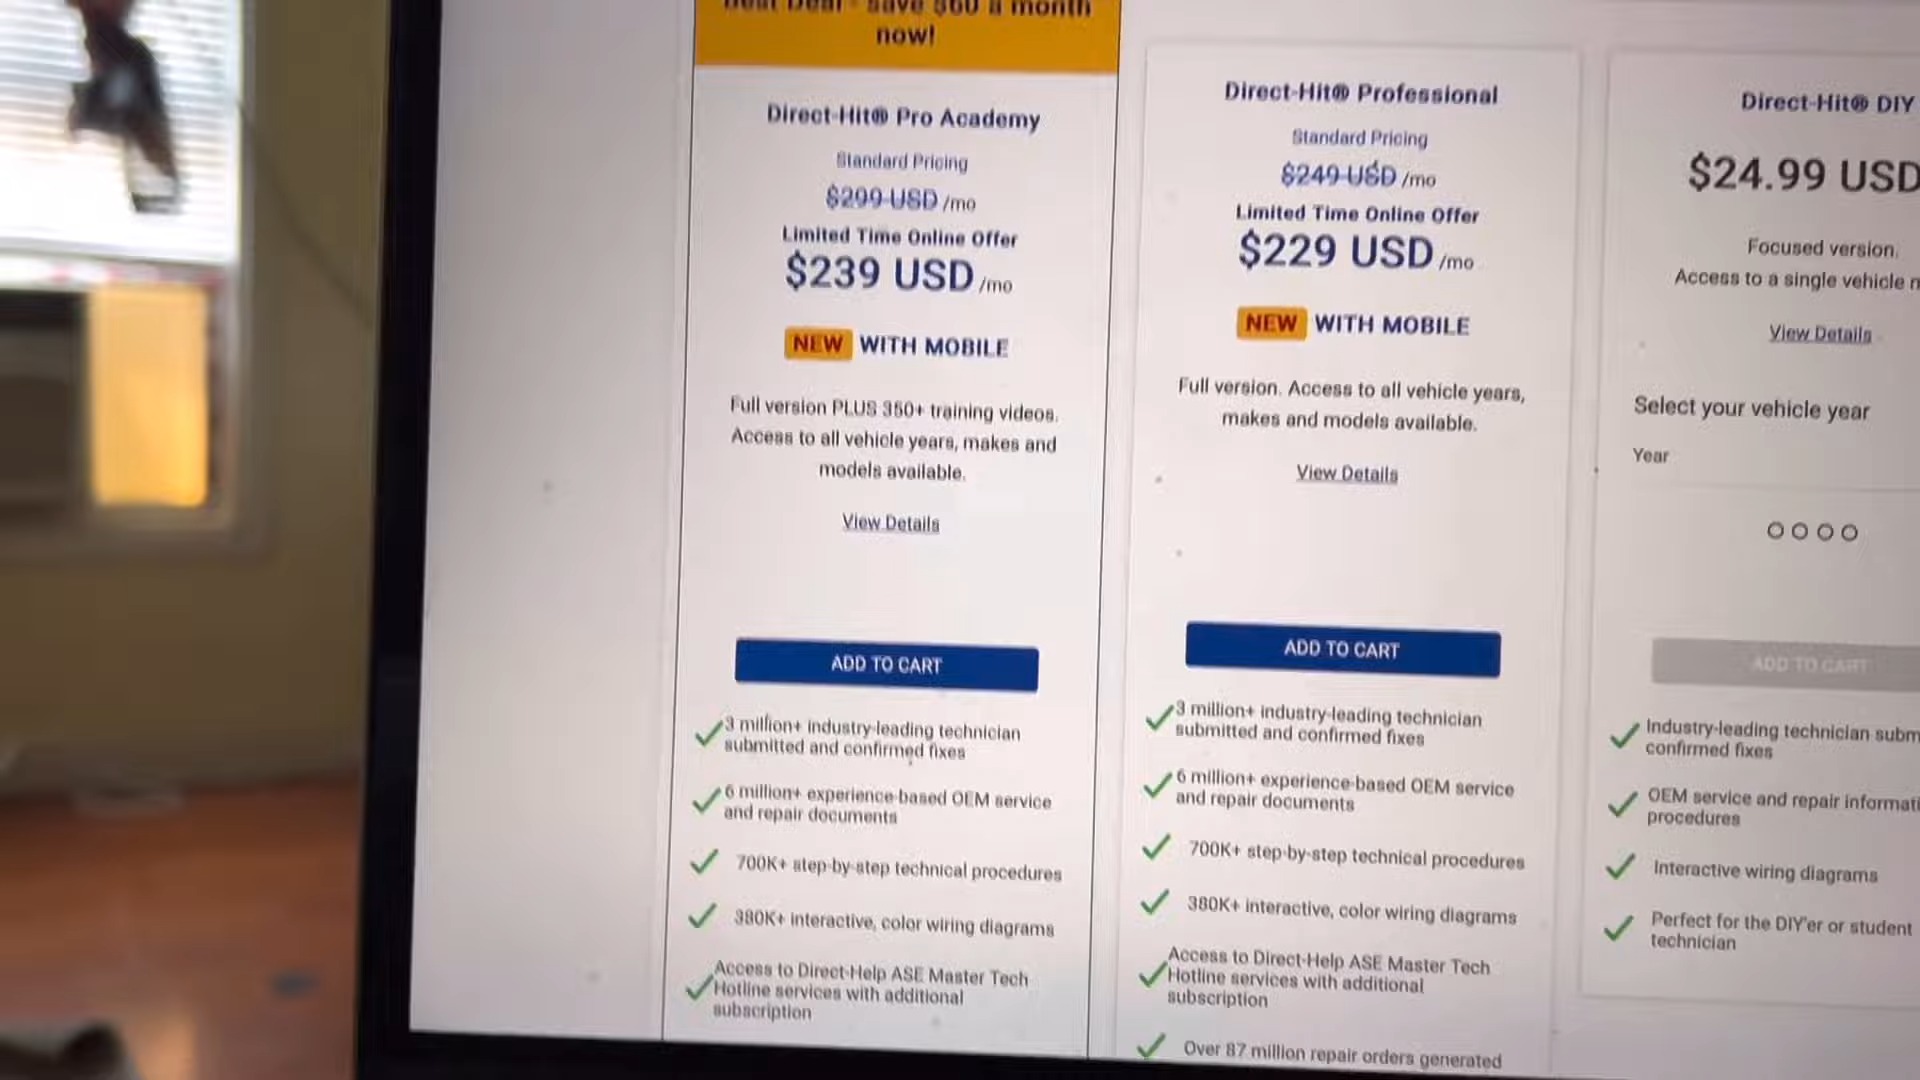 Best Deal - Save $60 a month
now!
Direct-Hit® Pro Academy
Standard Pricing
$299 USD /mo
Limited Time Online Offer
$239 USD /mo
NEW WITH MOBILE
Full version PLUS 350+ training videos.
Access to all vehicle years, makes and
models available.
View Details
ADD TO CART
3 million+ industry-leading technician
submitted and confirmed fixes
6 million+ experience-based OEM service
and repair documents
700K+ step-by-step technical procedures
380K+ interactive, color wiring diagrams
Access to Direct-Help ASE Master Tech
Hotline services with additional
subscription
Direct-Hit® Professional
Standard Pricing
$249 USD /mo
Limited Time Online Offer
$229 USD /mo
NEW WITH MOBILE
Full version. Access to all vehicle years,
makes and models available.
View Details
ADD TO CART
3 million+ industry-leading technician
submitted and confirmed fixes
6 million+ experience-based OEM service
and repair documents
700K+ step-by-step technical procedures
380K+ interactive, color wiring diagrams
Access to Direct-Help ASE Master Tech
Hotline services with additional
subscription
Over 87 million repair orders generated
Direct-Hit® DIY
$24.99 USD
Focused version.
Access to a single vehicle
View Details
Select your vehicle year
Year
ADD TO CART
Industry-leading technician
confirmed fixes
OEM service and repair
procedures
Interactive wiring diagrams
Perfect for the DIY'er or student
technician